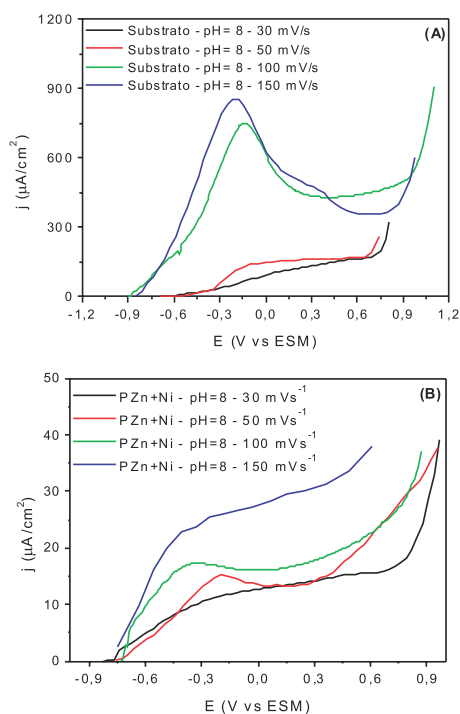 (A)
Substrato - pH= 8 - 30 mV/s
Substrato - pH= 8 - 50 mV/s
Substrato - pH= 8 - 100 mV/s
Substrato - pH= 8 - 150 mV/s
1200
900
600
300
0
j (µA/cm²)
-1,2 -0,9 -0,6 -0,3 0,0 0,3 0,6 0,9 1,2
E (V vs ESM)
(B)
PZn+Ni - pH=8 - 30 mVs⁻¹
PZn+Ni - pH=8 - 50 mVs⁻¹
PZn+Ni - pH=8 - 100 mVs⁻¹
PZn+Ni - pH=8 - 150 mVs⁻¹
50
40
30
20
10
0
j (µA/cm²)
-0,9 -0,6 -0,3 0,0 0,3 0,6 0,9
E (V vs ESM)